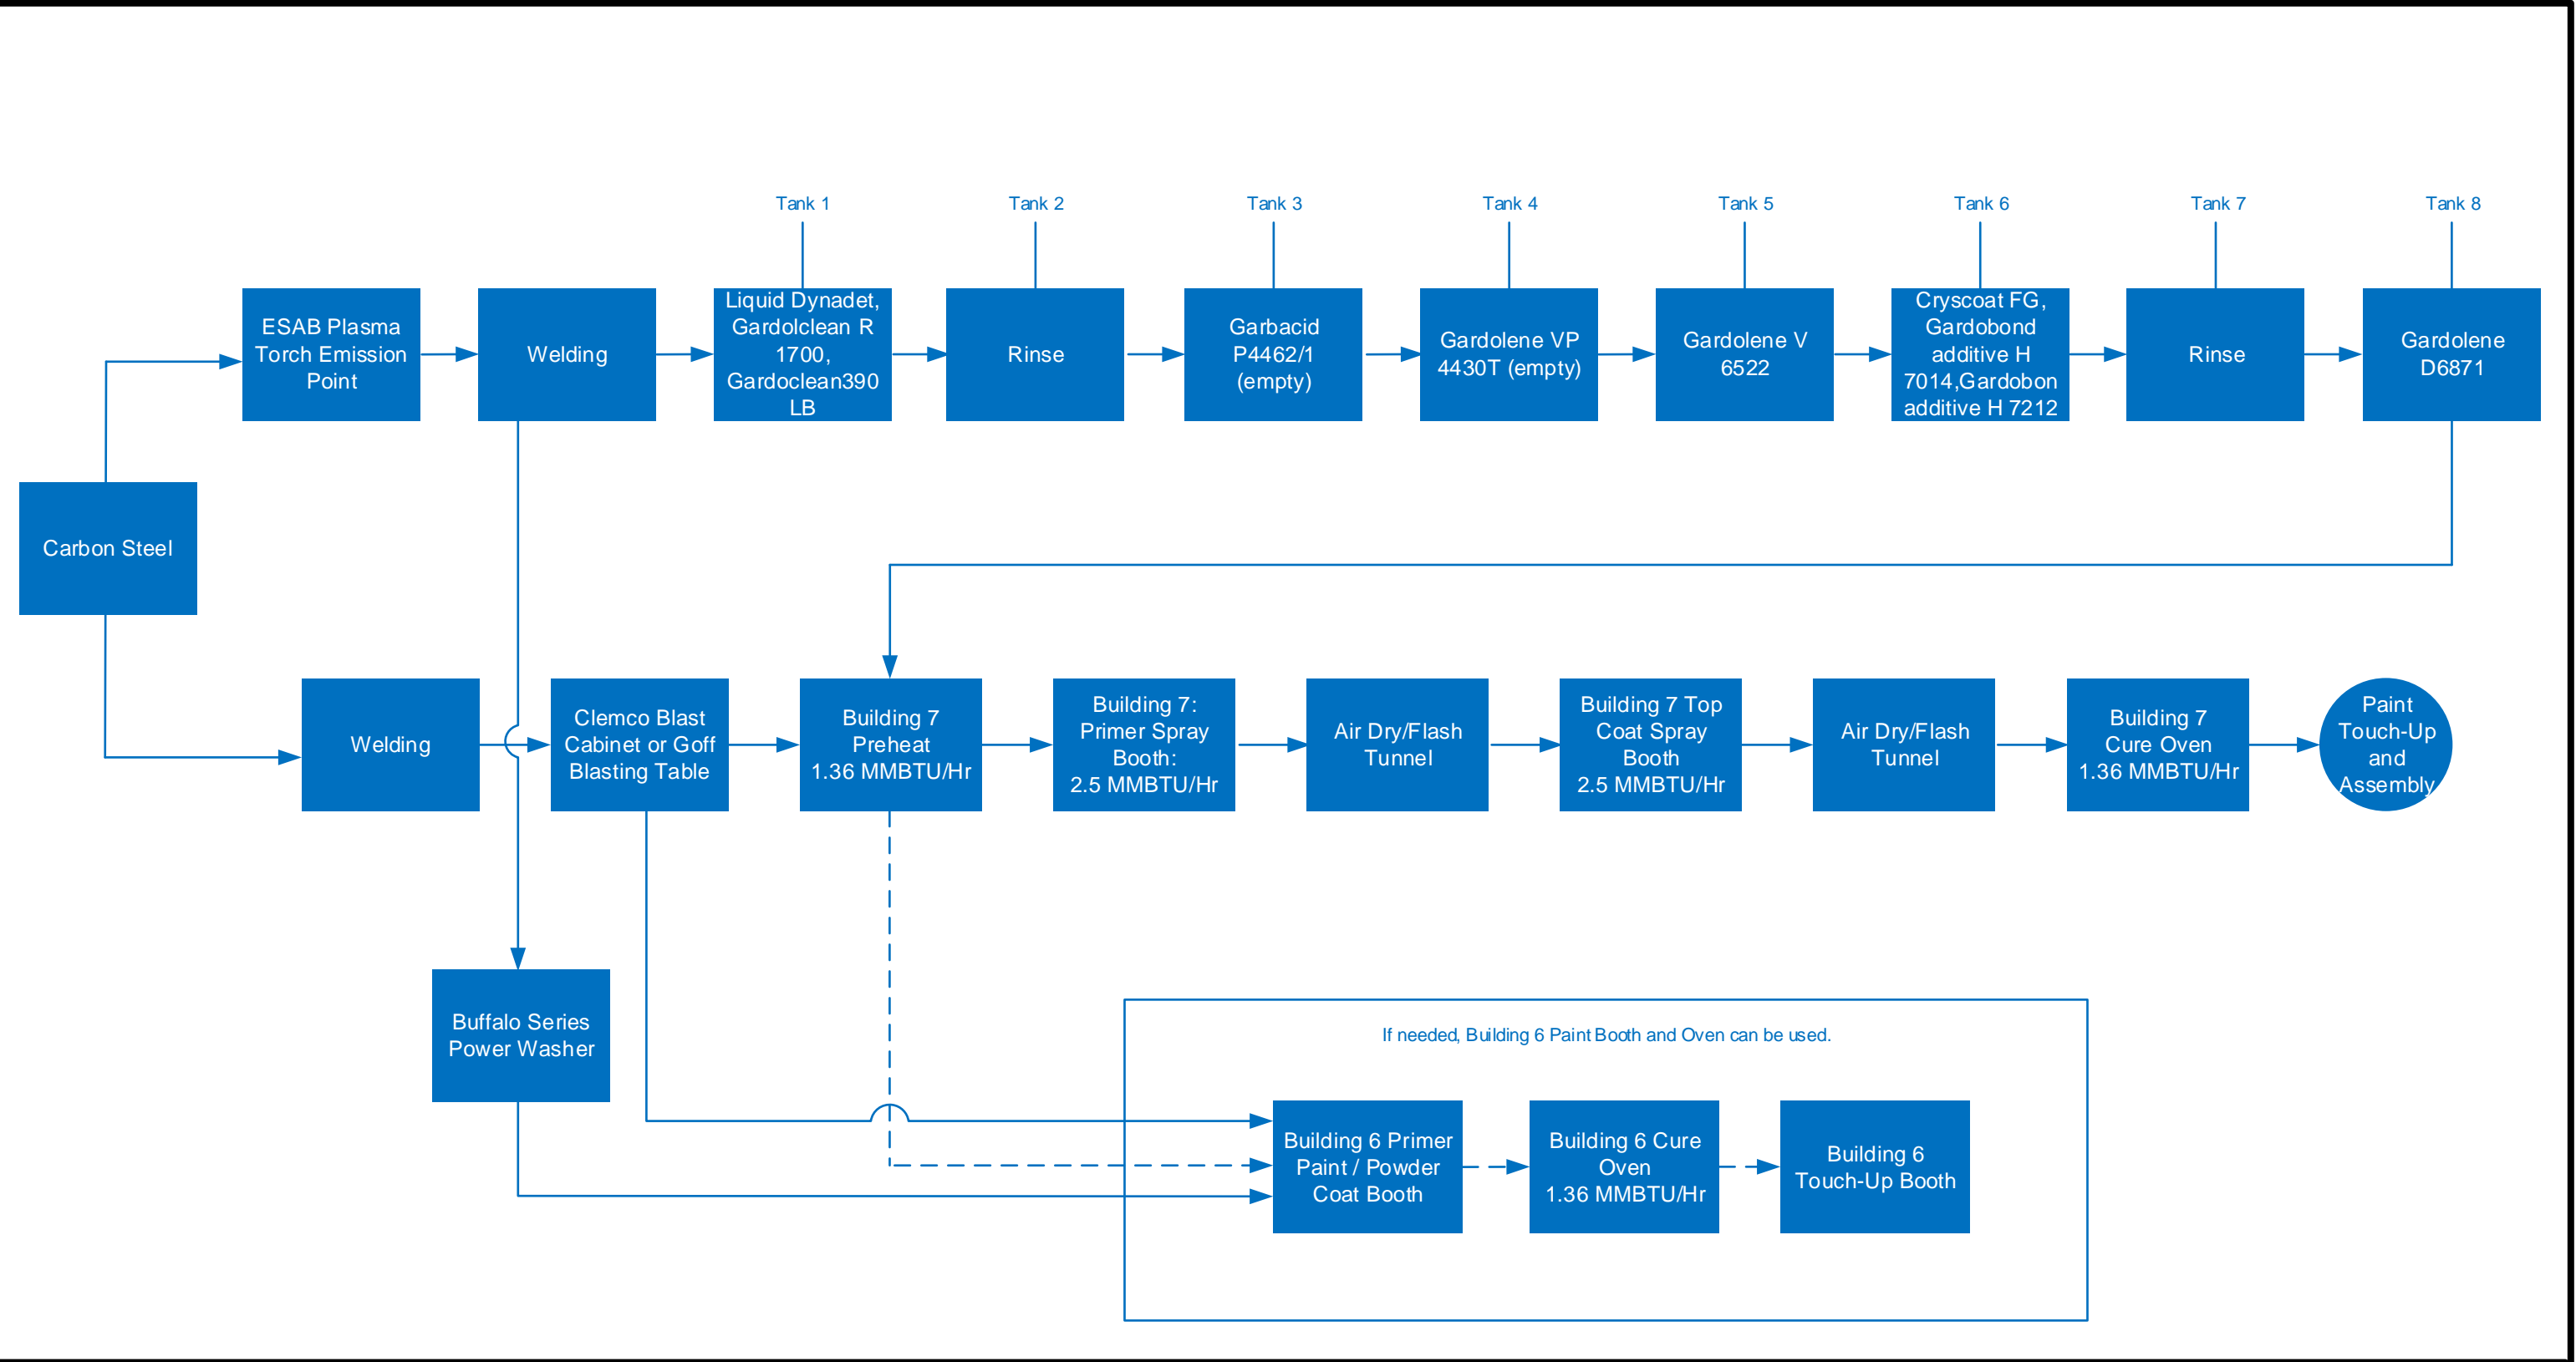 Tank 1
Tank 2
Tank 3
Tank 4
Tank 5
Tank 6
Tank 7
Tank 8
ESAB Plasma
Torch Emission
Point
Welding
Liquid Dynadet,
Gardolclean R
1700,
Gardoclean390
LB
Rinse
Garbacid
P4462/1
(empty)
Gardolene VP
4430T (empty)
Gardolene V
6522
Cryscoat FG,
Gardobond
additive H
7014,Gardobon
additive H 7212
Rinse
Gardolene
D6871
Carbon Steel
Welding
Clemco Blast
Cabinet or Goff
Blasting Table
Building 7
Preheat
1.36 MMBTU/Hr
Building 7:
Primer Spray
Booth:
2.5 MMBTU/Hr
Air Dry/Flash
Tunnel
Building 7 Top
Coat Spray
Booth
2.5 MMBTU/Hr
Air Dry/Flash
Tunnel
Building 7
Cure Oven
1.36 MMBTU/Hr
Paint
Touch-Up
and
Assembly
Buffalo Series
Power Washer
If needed, Building 6 Paint Booth and Oven can be used.
Building 6 Primer
Paint / Powder
Coat Booth
Building 6 Cure
Oven
1.36 MMBTU/Hr
Building 6
Touch-Up Booth